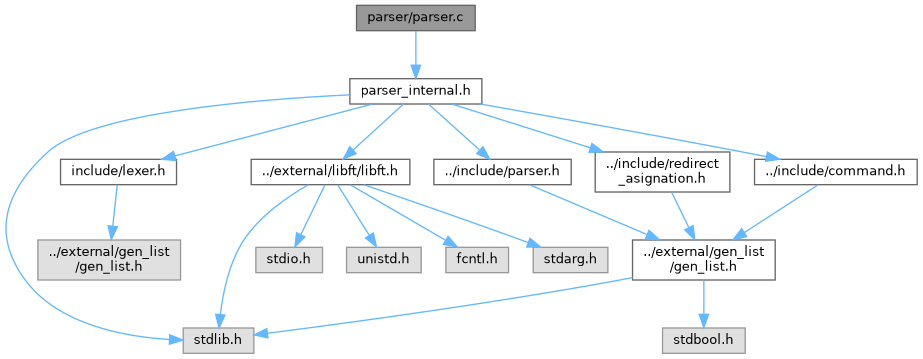 parser/parser.c
parser_internal.h
include/lexer.h
../external/libft/libft.h
../include/parser.h
../include/redirect
_asignation.h
../include/command.h
../external/gen_list
/gen_list.h
stdio.h
unistd.h
fcntl.h
stdarg.h
../external/gen_list
/gen_list.h
stdlib.h
stdbool.h